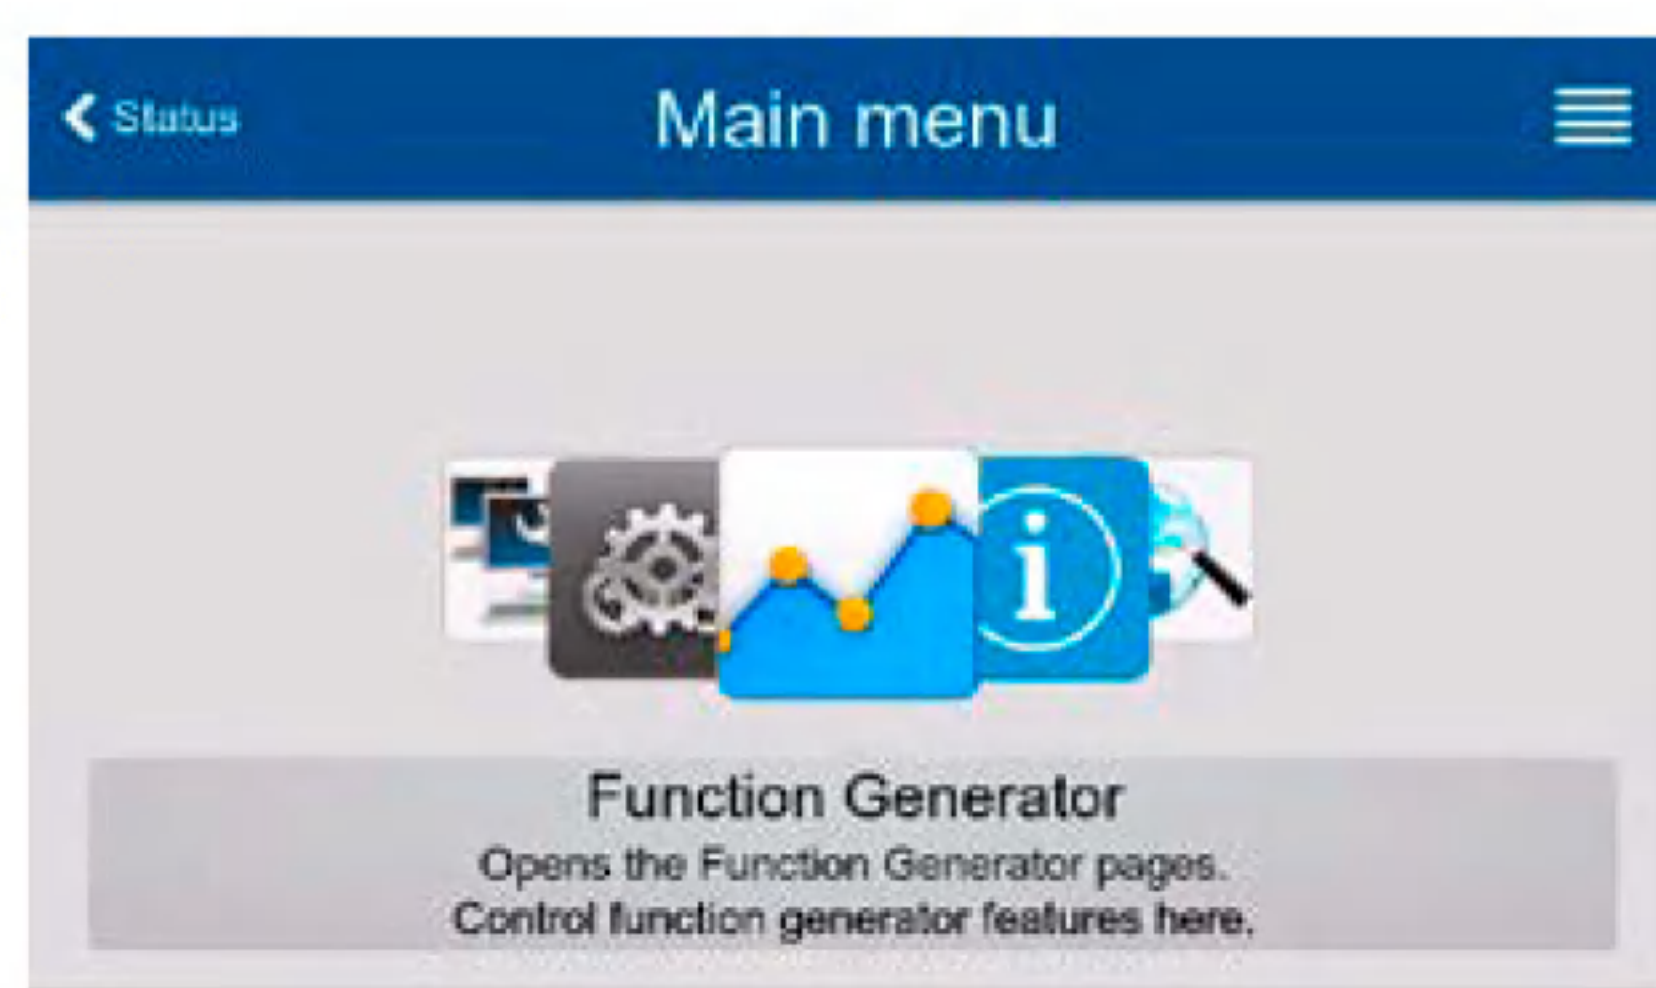 Status
Main menu
Function Generator
Opens the Function Generator pages.
Control function generator features here.